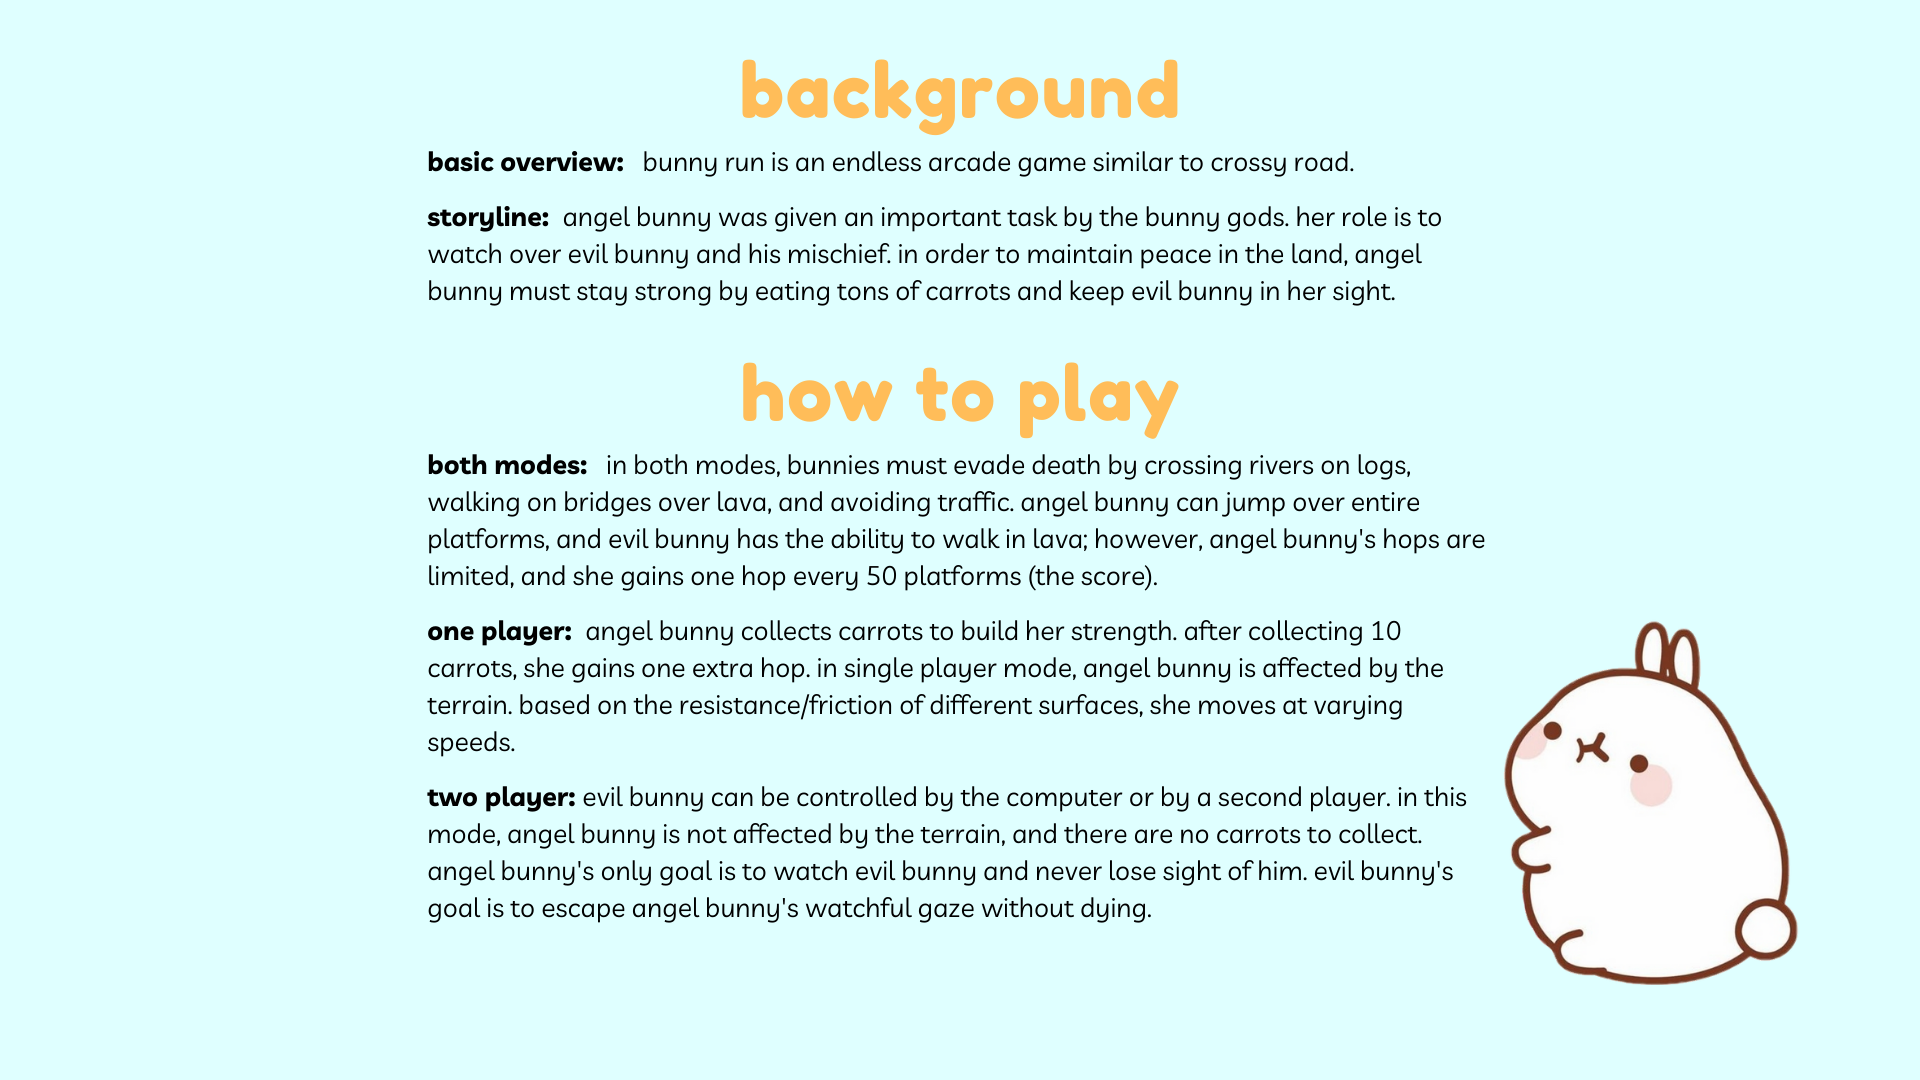 background
basic overview: bunny run is an endless arcade game similar to crossy road.
storyline: angel bunny was given an important task by the bunny gods. her role is to
watch over evil bunny and his mischief. in order to maintain peace in the land, angel
bunny must stay strong by eating tons of carrots and keep evil bunny in her sight.
how to play
both modes: in both modes, bunnies must evade death by crossing rivers on logs,
walking on bridges over lava, and avoiding traffic. angel bunny can jump over entire
platforms, and evil bunny has the ability to walk in lava; however, angel bunny's hops are
limited, and she gains one hop every 50 platforms (the score).
one player: angel bunny collects carrots to build her strength. after collecting 10
carrots, she gains one extra hop. in single player mode, angel bunny is affected by the
terrain. based on the resistance/friction of different surfaces, she moves at varying
speeds.
two player: evil bunny can be controlled by the computer or by a second player. in this
mode, angel bunny is not affected by the terrain, and there are no carrots to collect.
angel bunny's only goal is to watch evil bunny and never lose sight of him. evil bunny's
goal is to escape angel bunny's watchful gaze without dying.